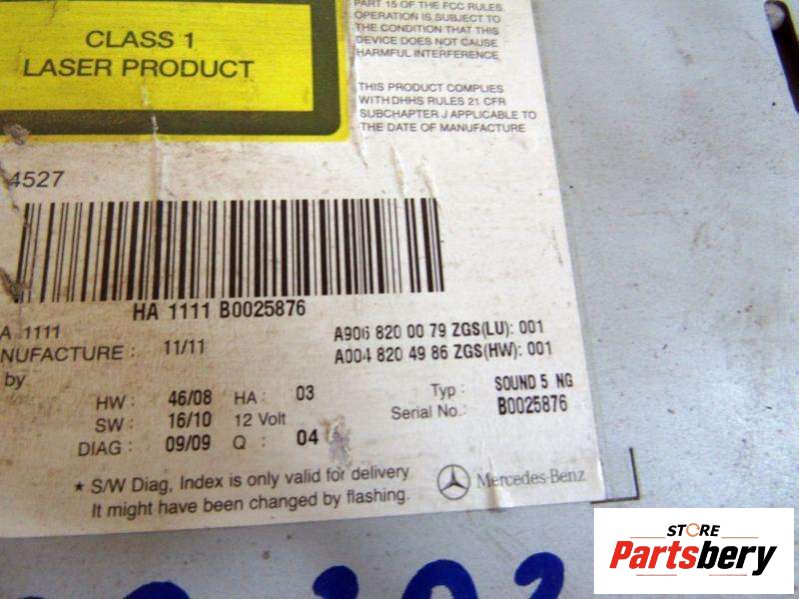 PART 15 OF THE FCC RULES.
OPERATION IS SUBJECT TO
THE CONDITION THAT THIS
DEVICE DOES NOT CAUSE
HARMFUL INTERFERENCE
CLASS 1
LASER PRODUCT
THIS PRODUCT COMPLIES
WITH DHHS RULES 21 CFR
SUBCHAPTER J APPLICABLE TO
THE DATE OF MANUFACTURE
4527
HA 1111 B0025876
A 1111
NUFACTURE : 11/11
by
A906 820 00 79 ZGS(LU): 001
A004 820 49 86 ZGS(HW): 001
HW : 46/08 HA : 03
SW : 16/10 12 Volt
DIAG : 09/09 Q : 04
Typ : SOUND 5 NG
Serial No.: B0025876
★ S/W Diag, Index is only valid for delivery
It might have been changed by flashing.
Mercedes-Benz
STORE
Partsbery